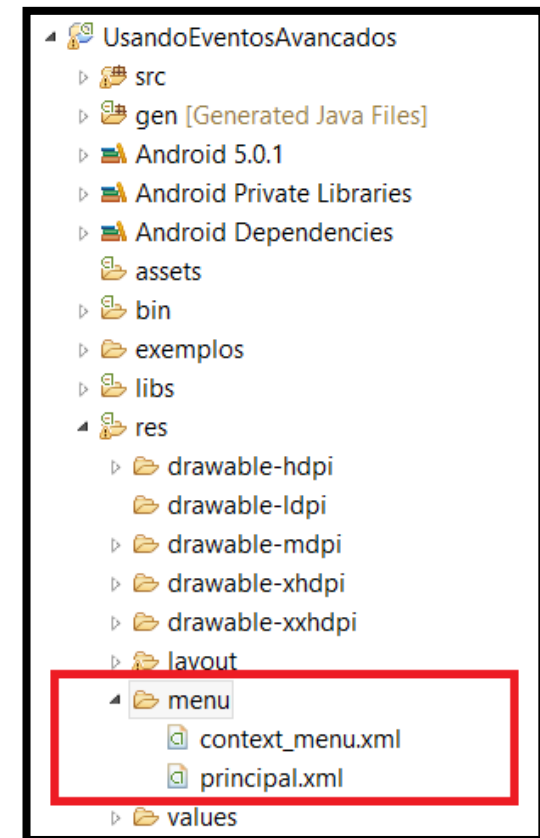 UsandoEventosAvancados
src
gen [Generated Java Files]
Android 5.0.1
Android Private Libraries
Android Dependencies
assets
bin
exemplos
libs
res
drawable-hdpi
drawable-ldpi
drawable-mdpi
drawable-xhdpi
drawable-xxhdpi
layout
menu
context_menu.xml
principal.xml
values